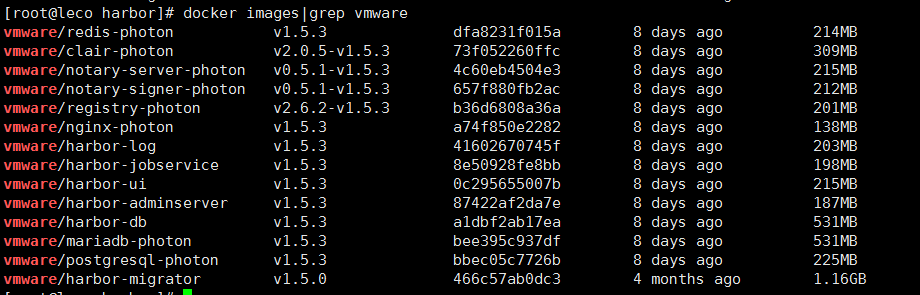 [root@leco harbor]# docker images|grep vmware
vmware/redis-photon v1.5.3 dfa8231f015a 8 days ago 214MB
vmware/clair-photon v2.0.5-v1.5.3 73f052260ffc 8 days ago 309MB
vmware/notary-server-photon v0.5.1-v1.5.3 4c60eb4504e3 8 days ago 215MB
vmware/notary-signer-photon v0.5.1-v1.5.3 657f880fb2ac 8 days ago 212MB
vmware/registry-photon v2.6.2-v1.5.3 b36d6808a36a 8 days ago 201MB
vmware/nginx-photon v1.5.3 a74f850e2282 8 days ago 138MB
vmware/harbor-log v1.5.3 41602670745f 8 days ago 203MB
vmware/harbor-jobservice v1.5.3 8e50928fe8bb 8 days ago 198MB
vmware/harbor-ui v1.5.3 0c295655007b 8 days ago 215MB
vmware/harbor-adminserver v1.5.3 87422af2da7e 8 days ago 187MB
vmware/harbor-db v1.5.3 a1dbf2ab17ea 8 days ago 531MB
vmware/mariadb-photon v1.5.3 bee395c937df 8 days ago 531MB
vmware/postgresql-photon v1.5.3 bbec05c7726b 8 days ago 225MB
vmware/harbor-migrator v1.5.0 466c57ab0dc3 4 months ago 1.16GB
[root@leco harbor]#